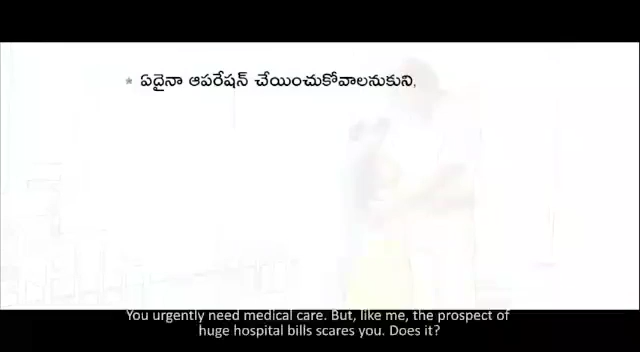 * ఏదైనా ఆపరేషన్ చేయించుకోవాలనుకుని,
You urgently need medical care. But, like me, the prospect of
huge hospital bills scares you. Does it?